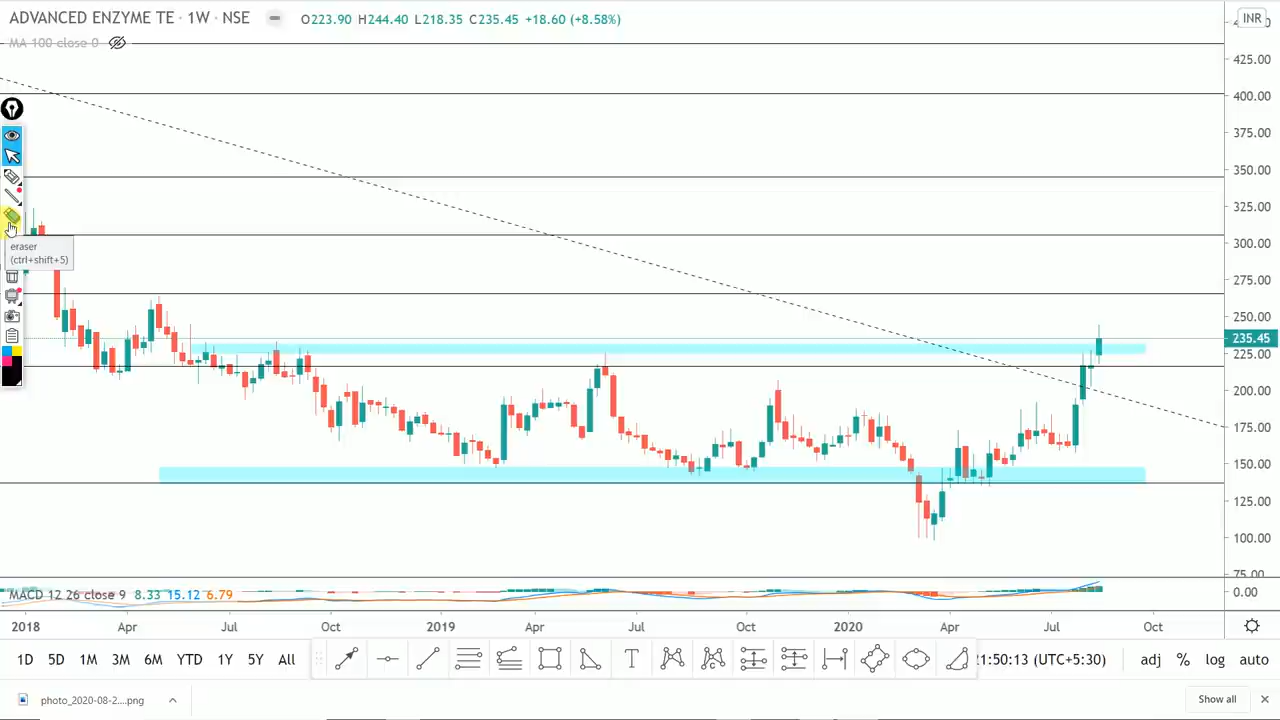 ADVANCED ENZYME TE · 1W · NSE
O223.90 H244.40 L218.35 C235.45 +18.60 (+8.58%)
INR
MA 100 close 0
425.00
400.00
375.00
350.00
325.00
300.00
275.00
250.00
235.45
225.00
200.00
175.00
150.00
125.00
100.00
75.00
eraser
(ctrl+shift+5)
MACD 12 26 close 9 8.33 15.12 6.79
0.00
2018 Apr Jul Oct 2019 Apr Jul Oct 2020 Apr Jul Oct
1D 5D 1M 3M 6M YTD 1Y 5Y All
1:50:13 (UTC+5:30) adj % log auto
photo_2020-08-2....png
Show all